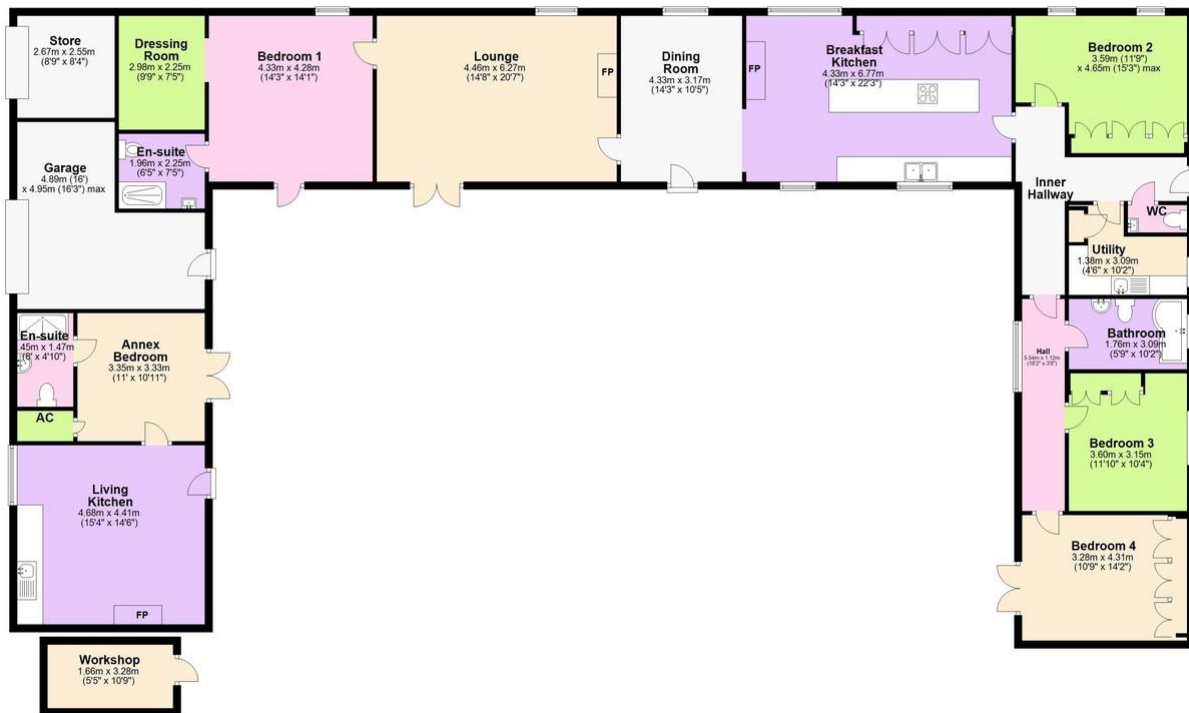 Store
2.67m x 2.55m
(8'9" x 8'4")
Dressing
Room
2.98m x 2.25m
(9'9" x 7'5")
Bedroom 1
4.33m x 4.28m
(14'3" x 14'1")
Lounge
4.46m x 6.27m
(14'8" x 20'7")
FP
Dining
Room
4.33m x 3.17m
(14'3" x 10'5")
FP
Breakfast
Kitchen
4.33m x 6.77m
(14'3" x 22'3")
Bedroom 2
3.59m (11'9")
x 4.65m (15'3") max
En-suite
1.96m x 2.25m
(6'5" x 7'5")
Garage
4.89m (16')
x 4.95m (16'3") max
Inner
Hallway
WC
Utility
1.38m x 3.09m
(4'6" x 10'2")
En-suite
.45m x 1.47m
(8' x 4'10")
Annex
Bedroom
3.35m x 3.33m
(11' x 10'11")
AC
Hall
5.54m x 1.12m
(18'2" x 3'8")
Bathroom
1.76m x 3.09m
(5'9" x 10'2")
Bedroom 3
3.60m x 3.15m
(11'10" x 10'4")
Living
Kitchen
4.68m x 4.41m
(15'4" x 14'6")
FP
Bedroom 4
3.28m x 4.31m
(10'9" x 14'2")
Workshop
1.66m x 3.28m
(5'5" x 10'9")